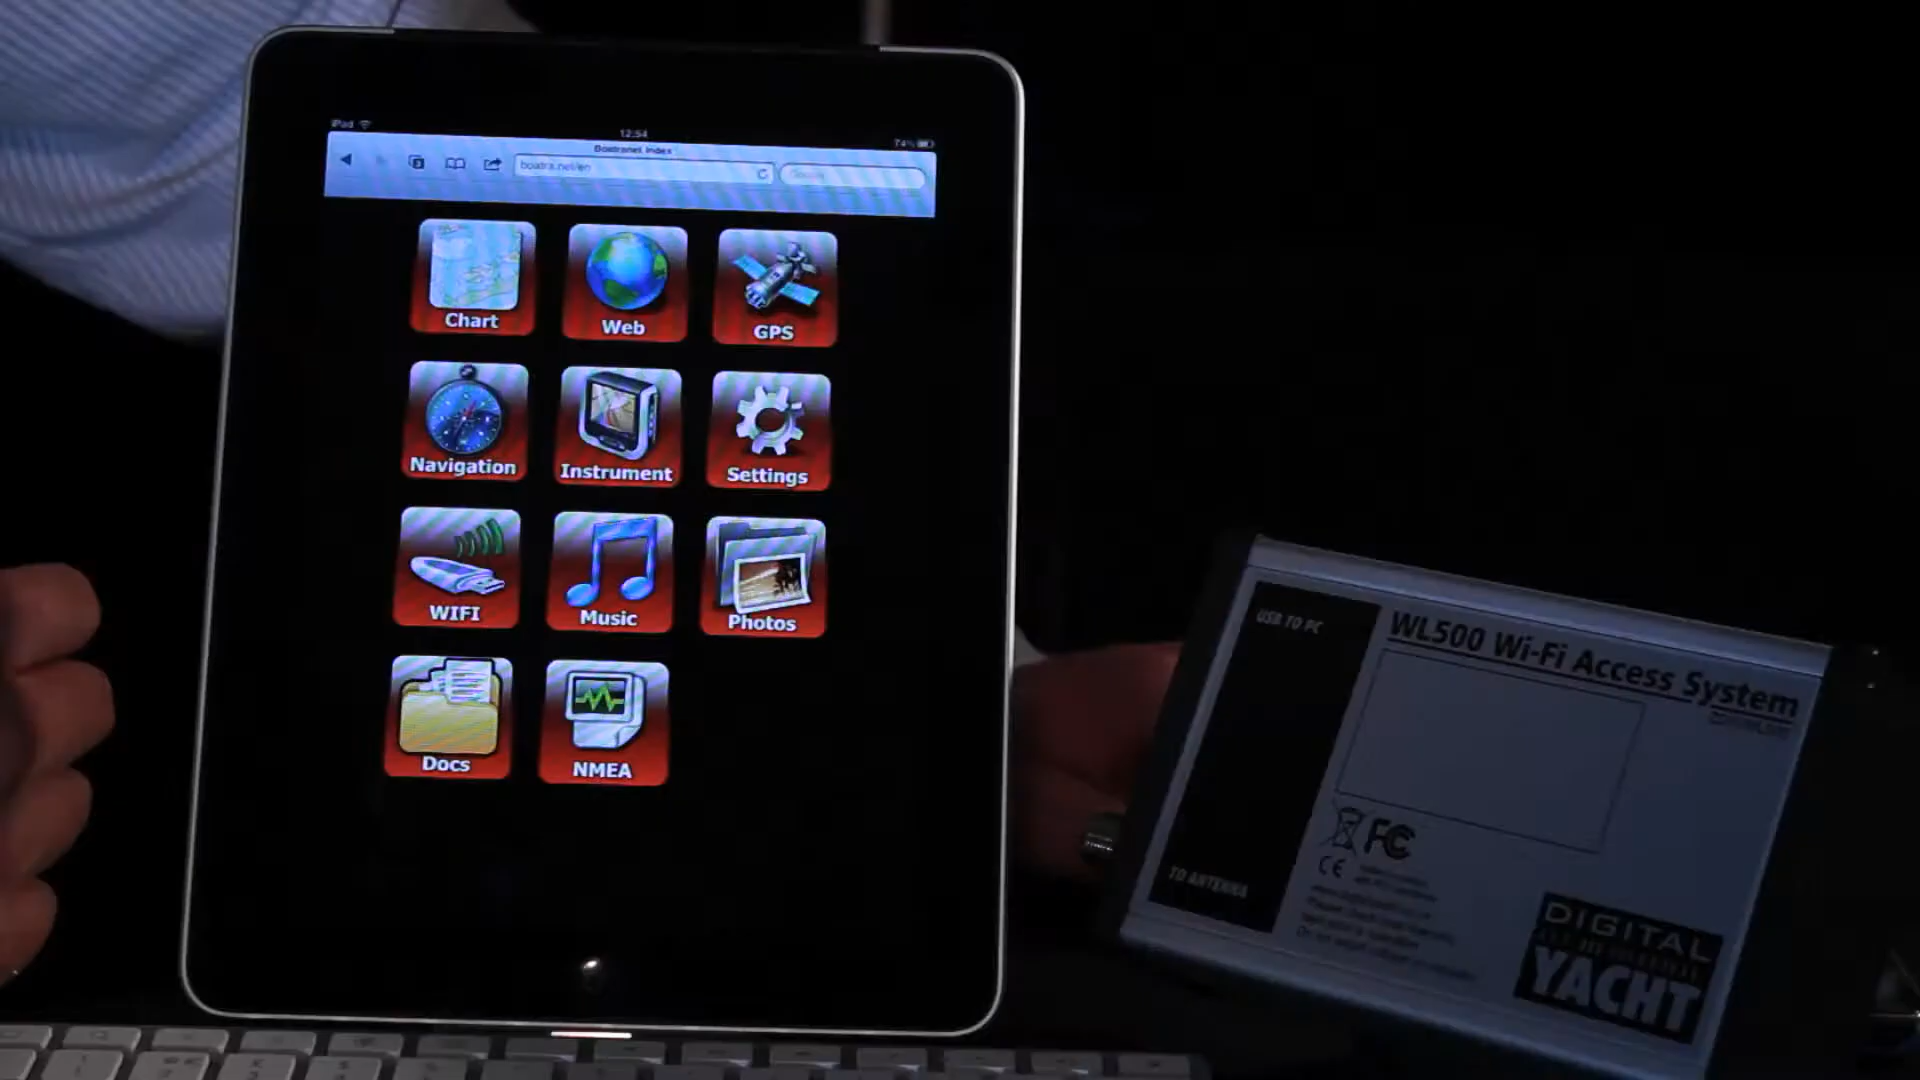 iPad
12:54
74%
Boatranet Index
boatra.net/en
Chart
Web
GPS
Navigation
Instrument
Settings
WIFI
Music
Photos
Docs
NMEA
USB TO PC
WL500 Wi-Fi Access System
FC
CE
TO ANTENNA
DIGITAL
YACHT